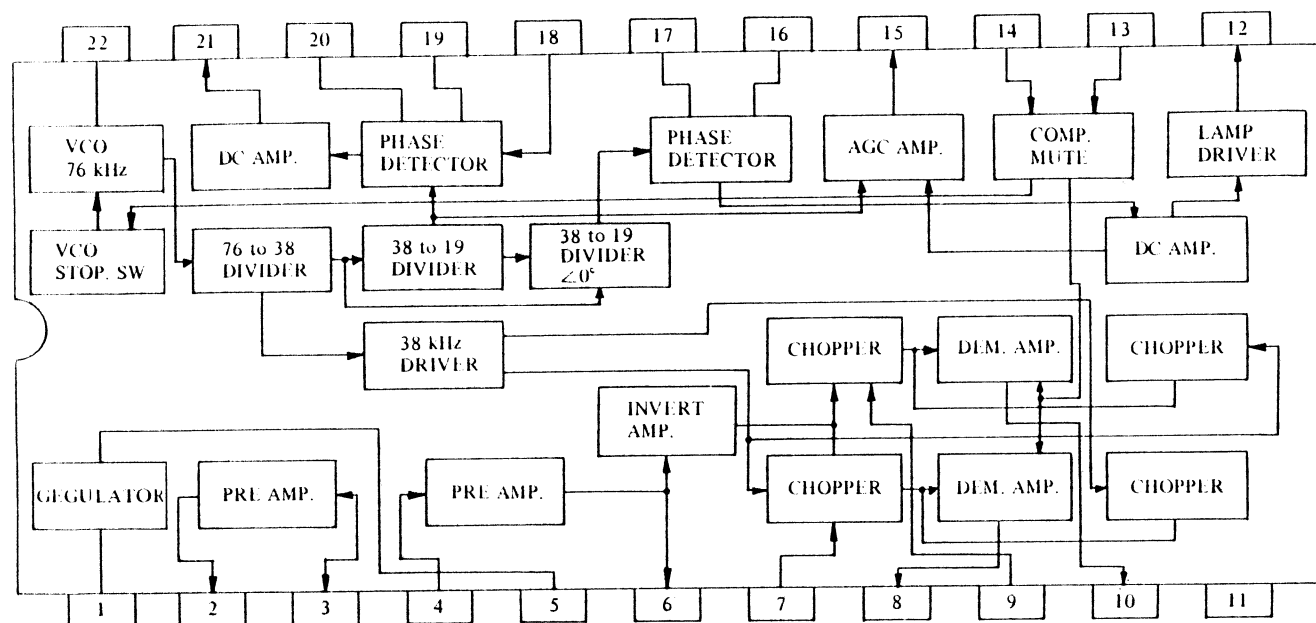 22 21 20 19 18 17 16 15 14 13 12
VCO
76 kHz
DC AMP.
PHASE
DETECTOR
PHASE
DETECTOR
AGC AMP.
COMP.
MUTE
LAMP
DRIVER
VCO
STOP. SW
76 to 38
DIVIDER
38 to 19
DIVIDER
38 to 19
DIVIDER
∠0°
DC AMP.
38 kHz
DRIVER
CHOPPER
DEM. AMP.
CHOPPER
INVERT
AMP.
GEGULATOR
PRE AMP.
PRE AMP.
CHOPPER
DEM. AMP.
CHOPPER
1 2 3 4 5 6 7 8 9 10 11